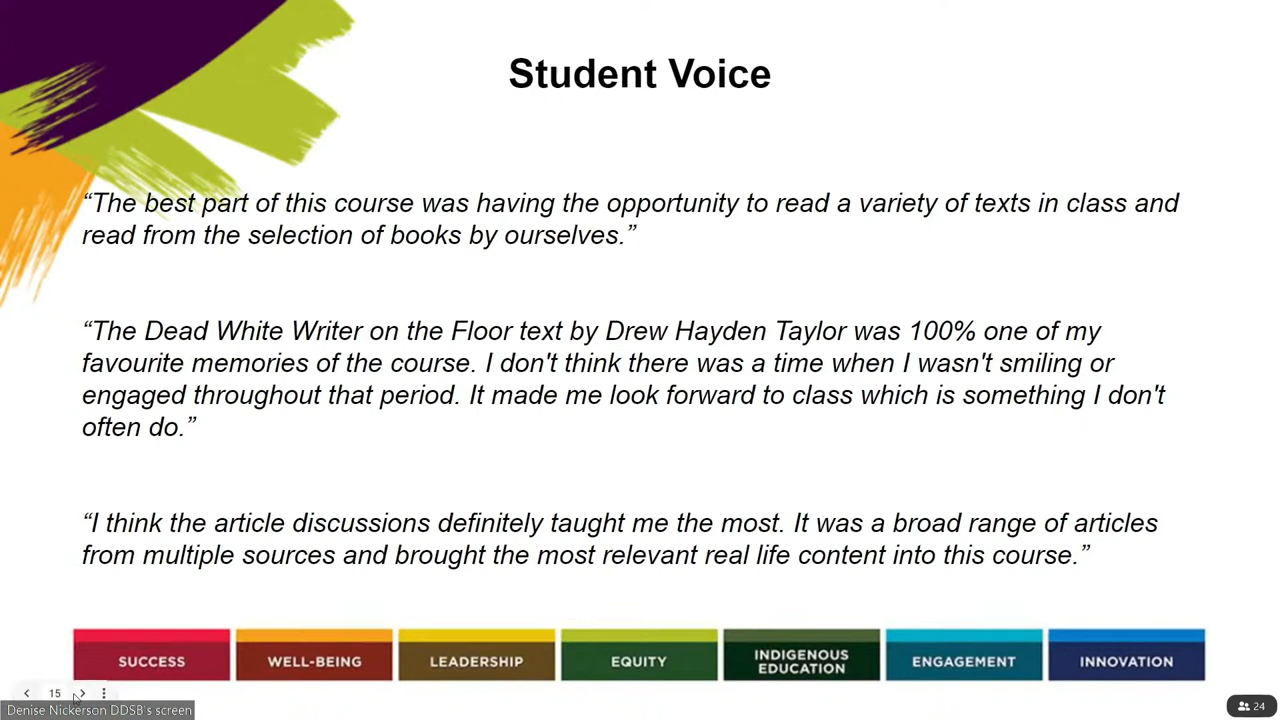 Student Voice
“The best part of this course was having the opportunity to read a variety of texts in class and
read from the selection of books by ourselves.”
“The Dead White Writer on the Floor text by Drew Hayden Taylor was 100% one of my
favourite memories of the course. I don't think there was a time when I wasn't smiling or
engaged throughout that period. It made me look forward to class which is something I don't
often do.”
“I think the article discussions definitely taught me the most. It was a broad range of articles
from multiple sources and brought the most relevant real life content into this course.”
SUCCESS
WELL-BEING
LEADERSHIP
EQUITY
INDIGENOUS
EDUCATION
ENGAGEMENT
INNOVATION
15
Denise Nickerson DDSB's screen
24